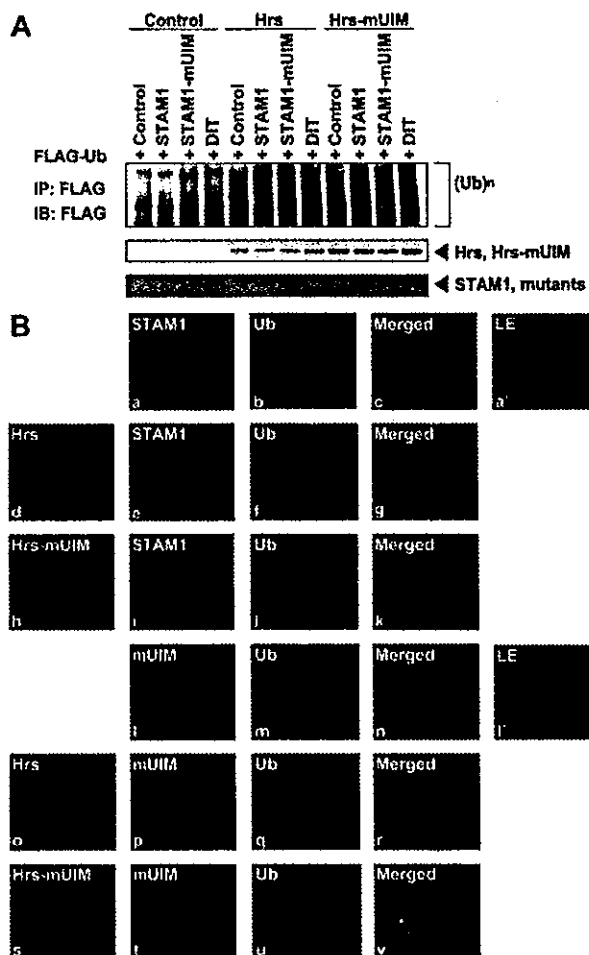 A
Control Hrs Hrs-mUIM
Control STAM1 STAM1-mUIM DIT Control STAM1 STAM1-mUIM DIT Control STAM1 STAM1-mUIM DIT
FLAG-Ub + + + + + + + + + + + +
IP: FLAG
IB: FLAG
(Ub)n
Hrs, Hrs-mUIM
STAM1, mutants
B
STAM1 Ub Merged LE
a b c a'
Hrs STAM1 Ub Merged
d e f g
Hrs-mUIM STAM1 Ub Merged
h i j k
mUIM Ub Merged LE
l m n l'
Hrs mUIM Ub Merged
o p q r
Hrs-mUIM mUIM Ub Merged
s t u v